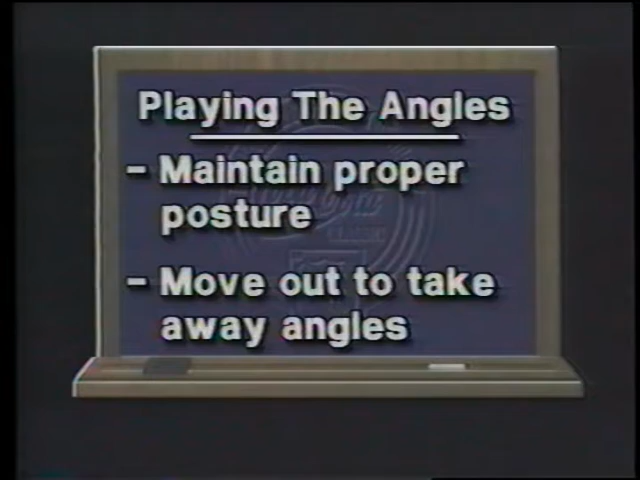 Playing The Angles
- Maintain proper
posture
- Move out to take
away angles